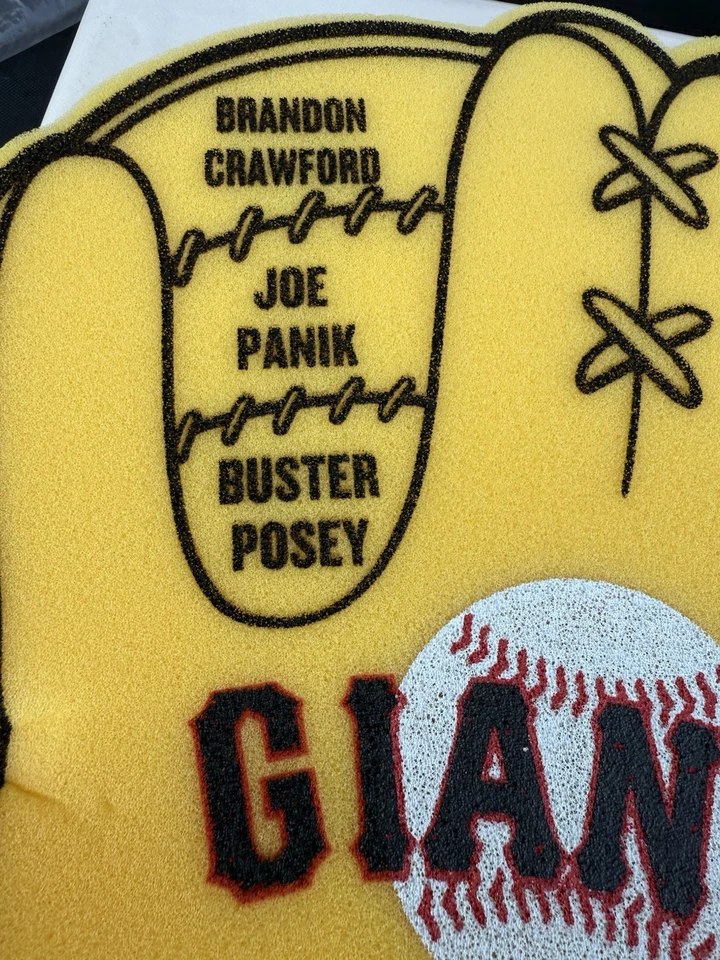 BRANDON
CRAWFORD
JOE
PANIK
BUSTER
POSEY
GIAN